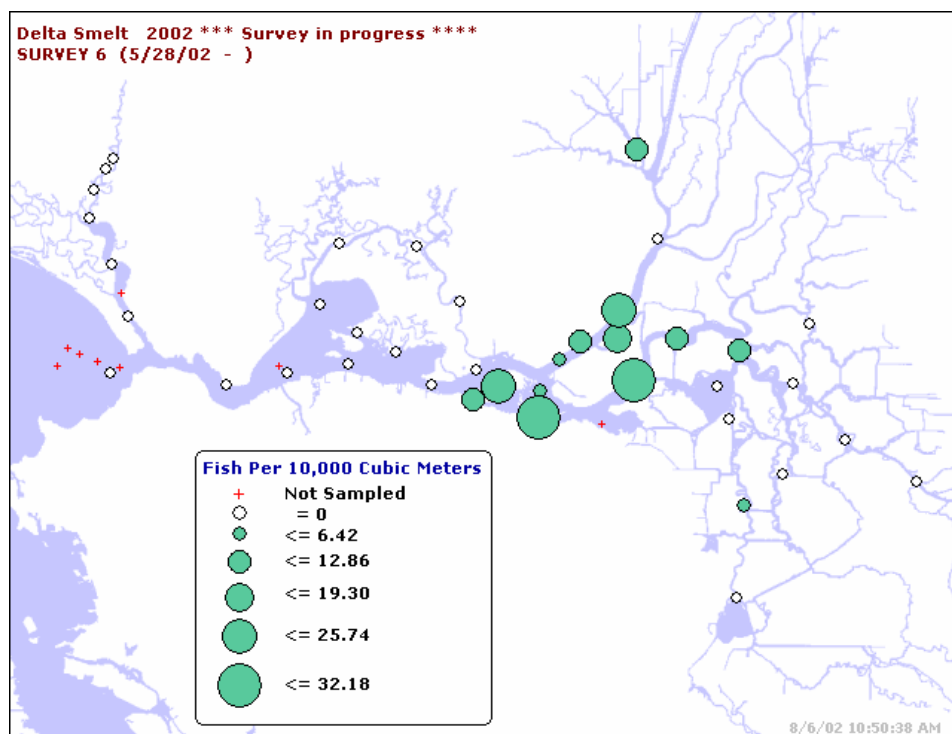 Delta Smelt 2002 *** Survey in progress ****
SURVEY 6 (5/28/02 - )
Fish Per 10,000 Cubic Meters
Not Sampled
= 0
<= 6.42
<= 12.86
<= 19.30
<= 25.74
<= 32.18
8/6/02 10:50:38 AM